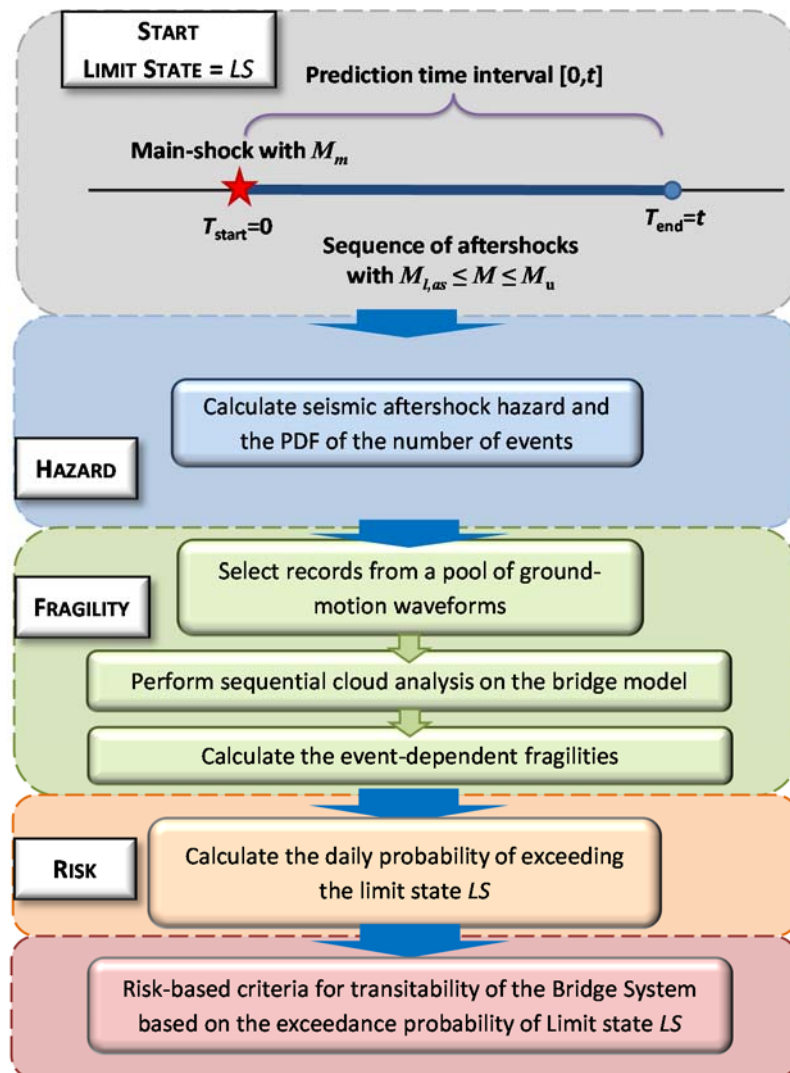 START
LIMIT STATE = LS
Prediction time interval [0,t]
Main-shock with Mm
Tstart=0
Tend=t
Sequence of aftershocks
with Ml,as ≤ M ≤ Mu
Calculate seismic aftershock hazard and
the PDF of the number of events
HAZARD
Select records from a pool of ground-
motion waveforms
FRAGILITY
Perform sequential cloud analysis on the bridge model
Calculate the event-dependent fragilities
Calculate the daily probability of exceeding
the limit state LS
RISK
Risk-based criteria for transitability of the Bridge System
based on the exceedance probability of Limit state LS